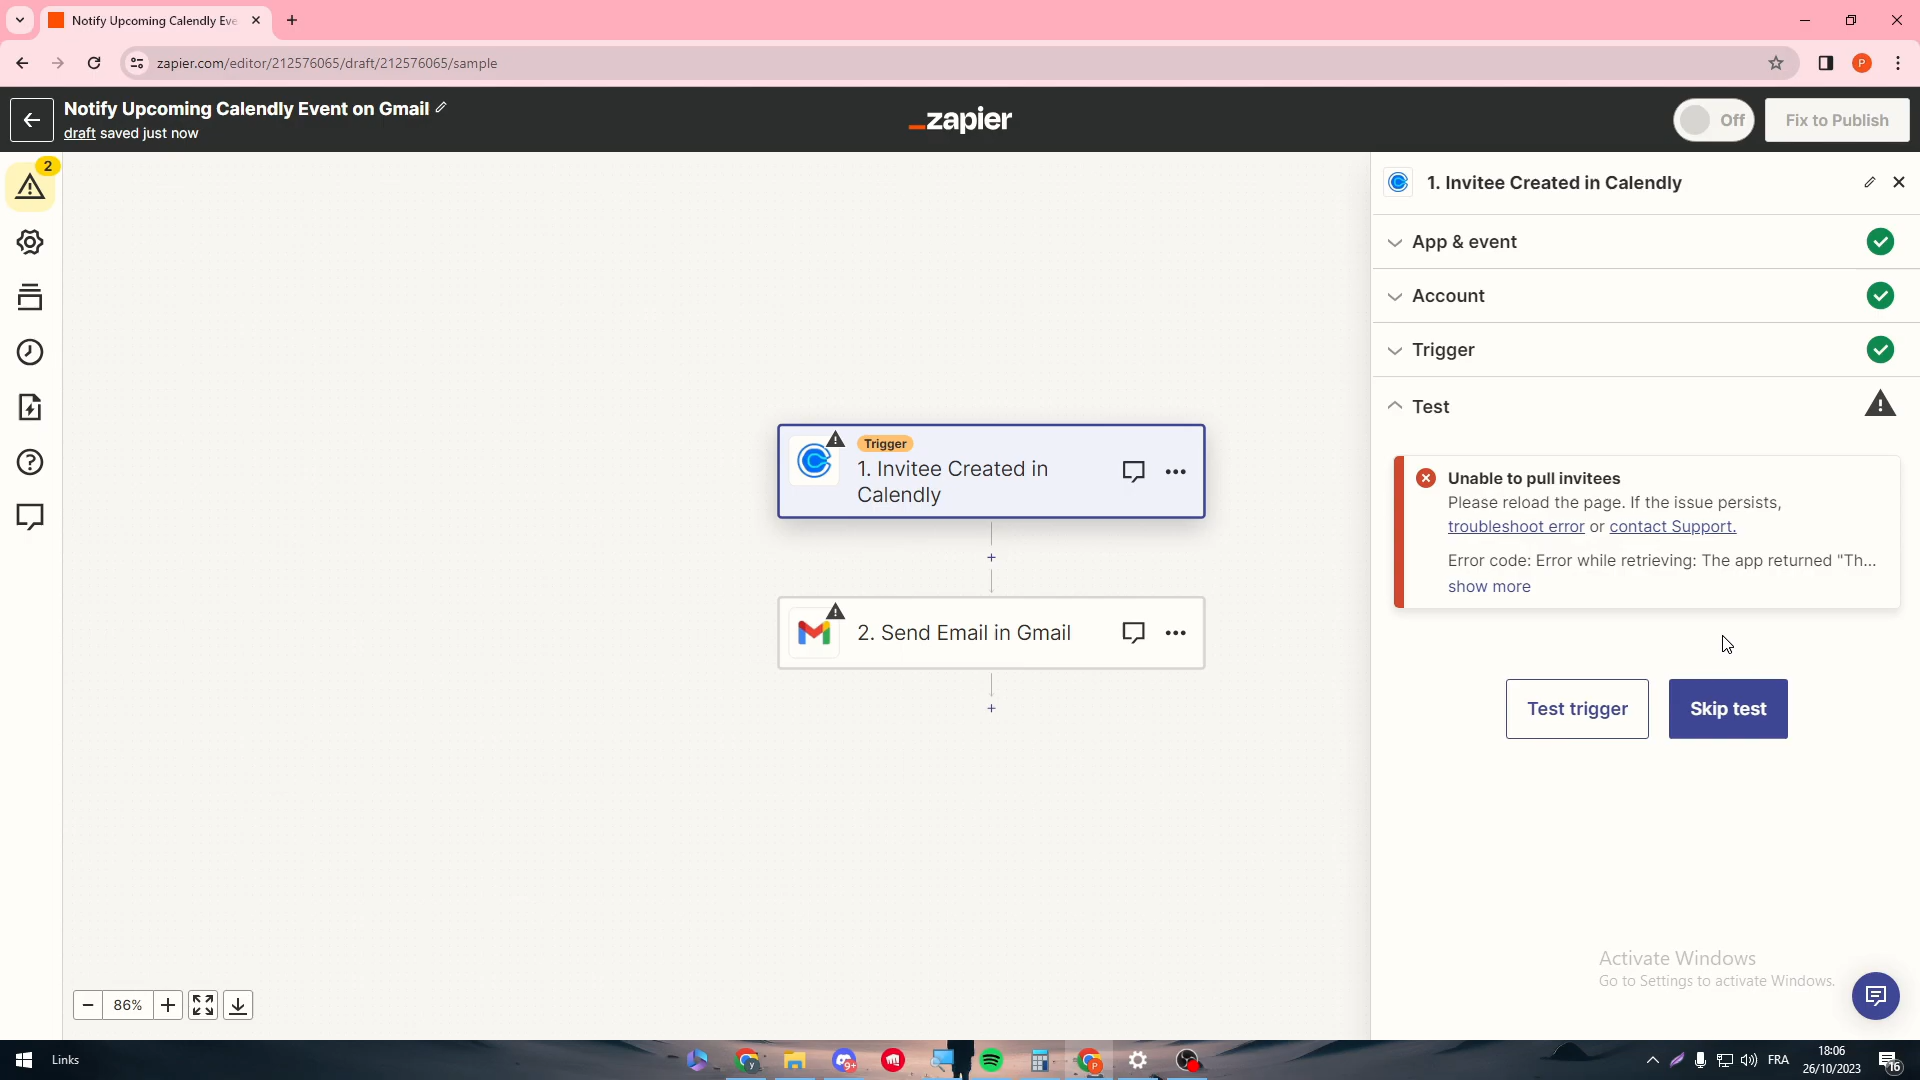 Notify Upcoming Calendly Eve
zapier.com/editor/212576065/draft/212576065/sample
P
Notify Upcoming Calendly Event on Gmail
draft saved just now
_zapier
Off
Fix to Publish
2
1. Invitee Created in Calendly
App & event
Account
Trigger
Test
Unable to pull invitees
Please reload the page. If the issue persists,
troubleshoot error or contact Support.
Error code: Error while retrieving: The app returned "Th...
show more
Test trigger
Skip test
Trigger
1. Invitee Created in
Calendly
2. Send Email in Gmail
86%
Activate Windows
Go to Settings to activate Windows.
Links
y
9+
P
FRA
18:06
26/10/2023
16